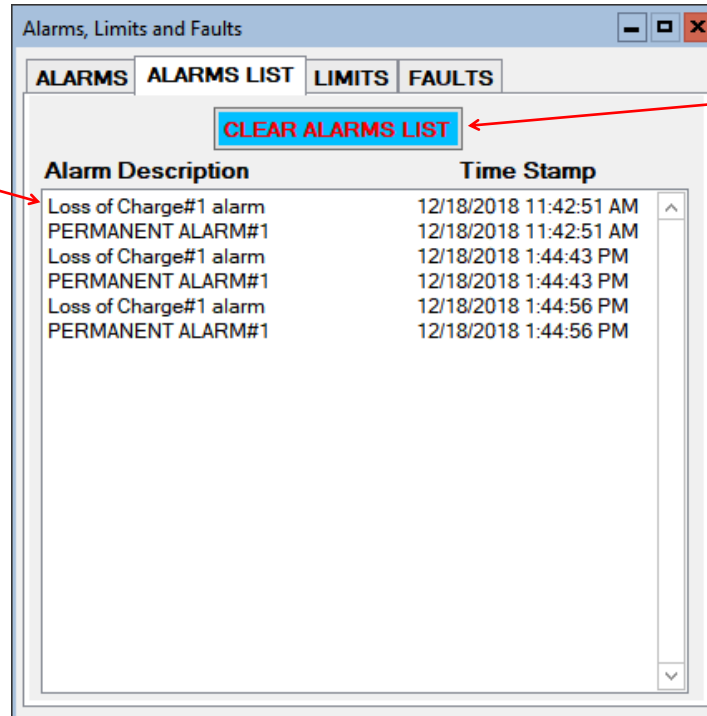 Alarms, Limits and Faults
ALARMS ALARMS LIST LIMITS FAULTS
CLEAR ALARMS LIST
Alarm Description Time Stamp
Loss of Charge#1 alarm 12/18/2018 11:42:51 AM
PERMANENT ALARM#1 12/18/2018 11:42:51 AM
Loss of Charge#1 alarm 12/18/2018 1:44:43 PM
PERMANENT ALARM#1 12/18/2018 1:44:43 PM
Loss of Charge#1 alarm 12/18/2018 1:44:56 PM
PERMANENT ALARM#1 12/18/2018 1:44:56 PM